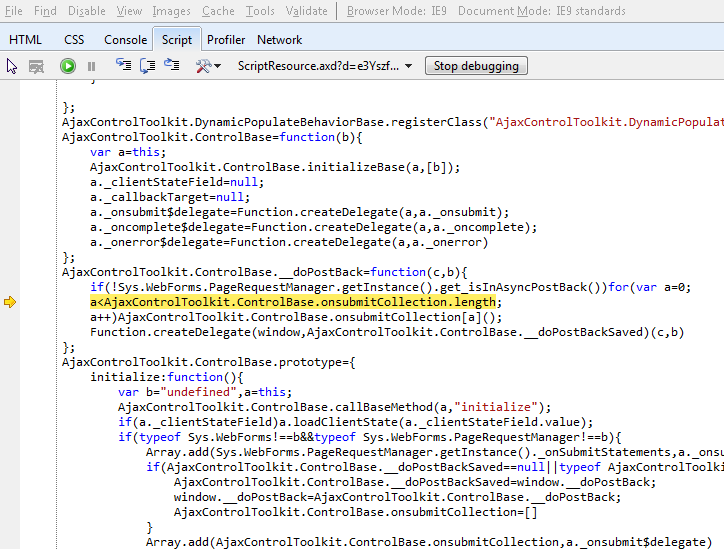 File Find Disable View Images Cache Tools Validate Browser Mode: IE9 Document Mode: IE9 standards
HTML CSS Console Script Profiler Network
ScriptResource.axd?d=e3Yszf... Stop debugging
}
};
AjaxControlToolkit.DynamicPopulateBehaviorBase.registerClass("AjaxControlToolkit.DynamicPopulat
AjaxControlToolkit.ControlBase=function(b){
var a=this;
AjaxControlToolkit.ControlBase.initializeBase(a,[b]);
a._clientStateField=null;
a._callbackTarget=null;
a._onsubmit$delegate=Function.createDelegate(a,a._onsubmit);
a._oncomplete$delegate=Function.createDelegate(a,a._oncomplete);
a._onerror$delegate=Function.createDelegate(a,a._onerror)
};
AjaxControlToolkit.ControlBase.__doPostBack=function(c,b){
if(!Sys.WebForms.PageRequestManager.getInstance().get_isInAsyncPostBack())for(var a=0;
a<AjaxControlToolkit.ControlBase.onsubmitCollection.length;
a++)AjaxControlToolkit.ControlBase.onsubmitCollection[a]();
Function.createDelegate(window,AjaxControlToolkit.ControlBase.__doPostBackSaved)(c,b)
};
AjaxControlToolkit.ControlBase.prototype={
initialize:function(){
var b="undefined",a=this;
AjaxControlToolkit.ControlBase.callBaseMethod(a,"initialize");
if(a._clientStateField)a.loadClientState(a._clientStateField.value);
if(typeof Sys.WebForms!==b&&typeof Sys.WebForms.PageRequestManager!==b){
Array.add(Sys.WebForms.PageRequestManager.getInstance()._onSubmitStatements,a._onsu
if(AjaxControlToolkit.ControlBase.__doPostBackSaved==null||typeof AjaxControlToolki
AjaxControlToolkit.ControlBase.__doPostBackSaved=window.__doPostBack;
window.__doPostBack=AjaxControlToolkit.ControlBase.__doPostBack;
AjaxControlToolkit.ControlBase.onsubmitCollection=[]
}
Array.add(AjaxControlToolkit.ControlBase.onsubmitCollection,a._onsubmit$delegate)